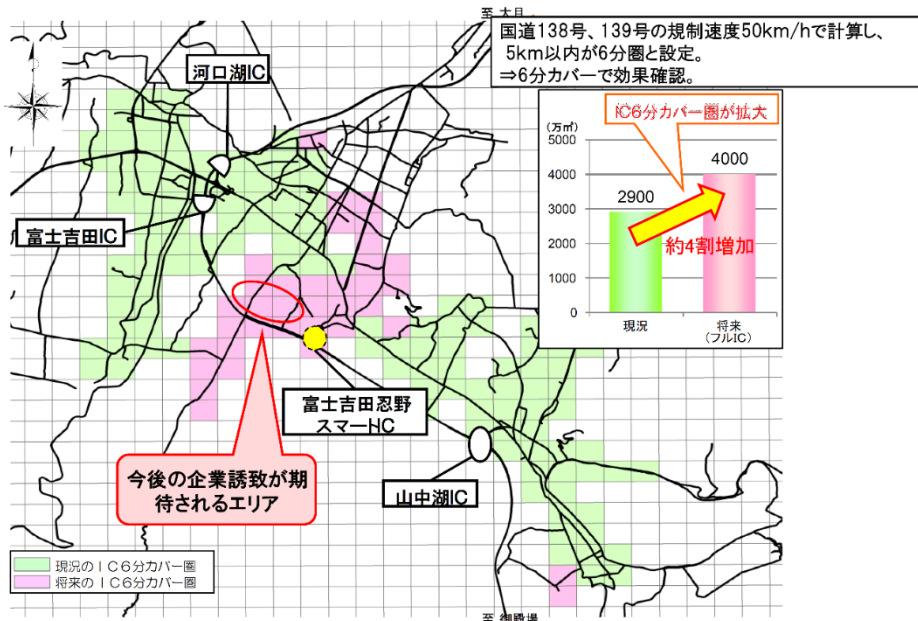 至 大月
国道138号、139号の規制速度50km/hで計算し、
5km以内が6分圏と設定。
⇒6分カバーで効果確認。
河口湖IC
IC6分カバー圏が拡大
(万㎡)
5000
4000
3000
2000
1000
0
2900
4000
約4割増加
現況
将来
(フルIC)
富士吉田IC
富士吉田忍野
スマートIC
今後の企業誘致が期
待されるエリア
山中湖IC
現況のIC6分カバー圏
将来のIC6分カバー圏
至 御殿場